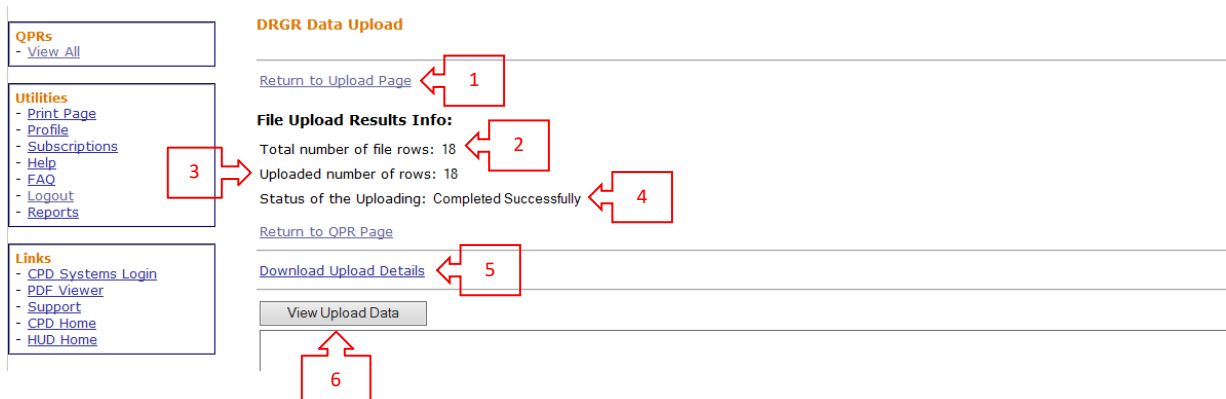 QPRs
- View All
Utilities
- Print Page
- Profile
- Subscriptions
- Help
- FAQ
- Logout
- Reports
Links
- CPD Systems Login
- PDF Viewer
- Support
- CPD Home
- HUD Home
DRGR Data Upload
Return to Upload Page
1
File Upload Results Info:
Total number of file rows: 18
2
3
Uploaded number of rows: 18
Status of the Uploading: Completed Successfully
4
Return to QPR Page
Download Upload Details
5
View Upload Data
6